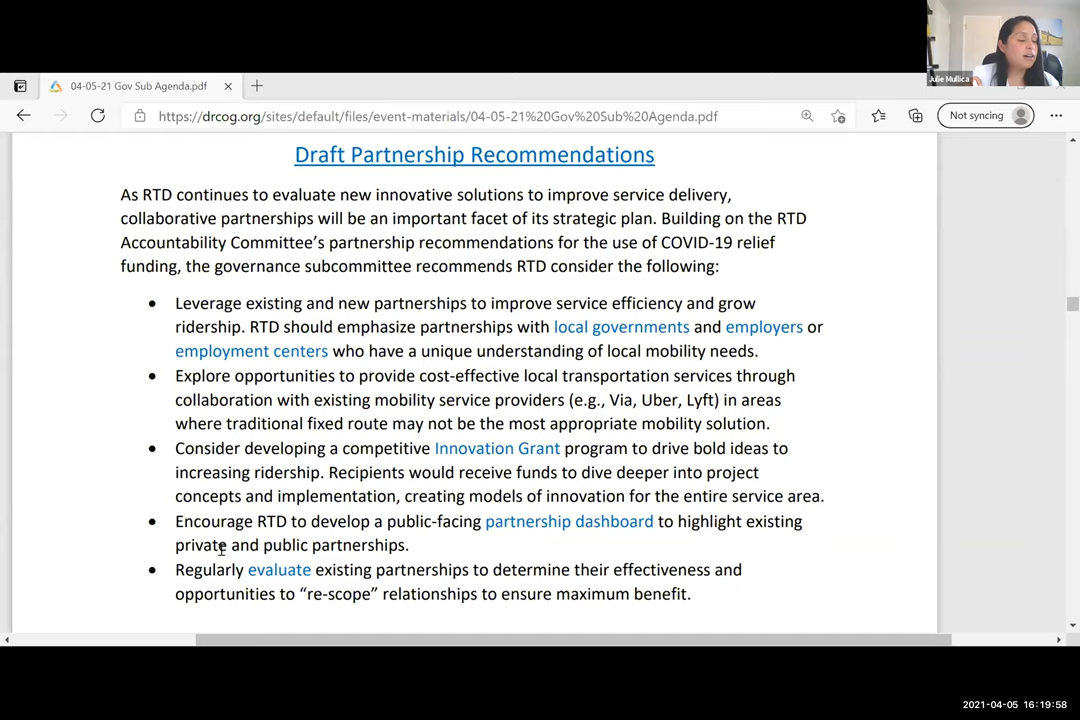 Julie Mullica
04-05-21 Gov Sub Agenda.pdf
https://drcog.org/sites/default/files/event-materials/04-05-21%20Gov%20Sub%20Agenda.pdf
Not syncing
Draft Partnership Recommendations
As RTD continues to evaluate new innovative solutions to improve service delivery,
collaborative partnerships will be an important facet of its strategic plan. Building on the RTD
Accountability Committee's partnership recommendations for the use of COVID-19 relief
funding, the governance subcommittee recommends RTD consider the following:
• Leverage existing and new partnerships to improve service efficiency and grow
ridership. RTD should emphasize partnerships with local governments and employers or
employment centers who have a unique understanding of local mobility needs.
• Explore opportunities to provide cost-effective local transportation services through
collaboration with existing mobility service providers (e.g., Via, Uber, Lyft) in areas
where traditional fixed route may not be the most appropriate mobility solution.
• Consider developing a competitive Innovation Grant program to drive bold ideas to
increasing ridership. Recipients would receive funds to dive deeper into project
concepts and implementation, creating models of innovation for the entire service area.
• Encourage RTD to develop a public-facing partnership dashboard to highlight existing
private and public partnerships.
• Regularly evaluate existing partnerships to determine their effectiveness and
opportunities to “re-scope” relationships to ensure maximum benefit.
2021-04-05 16:19:58